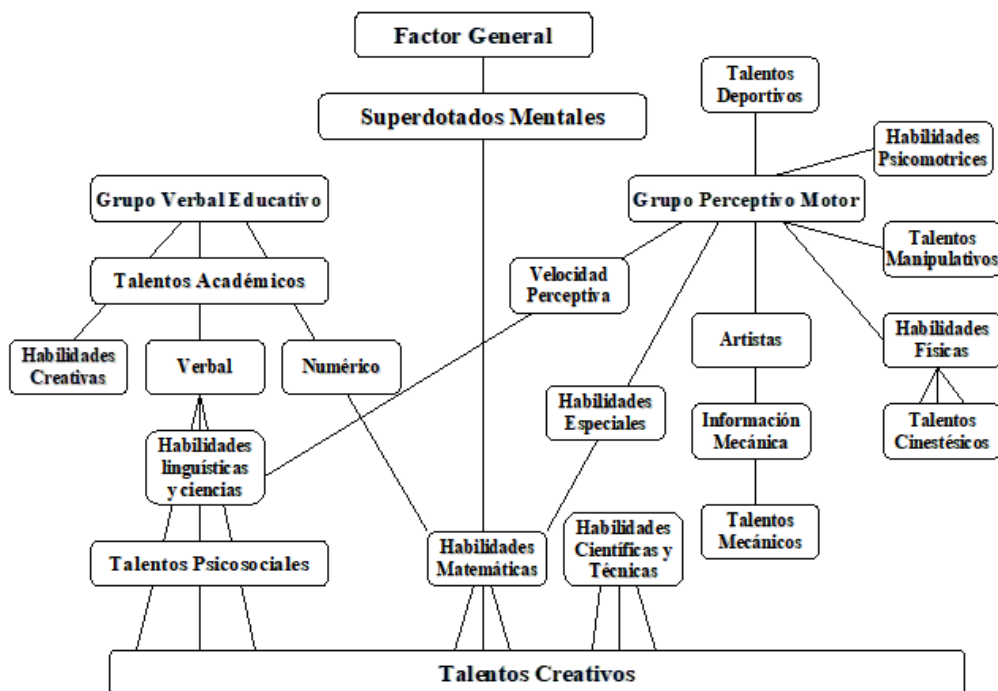 Factor General
Superdotados Mentales
Talentos
Deportivos
Habilidades
Psicomotrices
Grupo Verbal Educativo
Grupo Perceptivo Motor
Talentos
Manipulativos
Talentos Académicos
Velocidad
Perceptiva
Habilidades
Creativas
Verbal
Numérico
Artistas
Habilidades
Físicas
Habilidades
Especiales
Información
Mecánica
Talentos
Cinestésicos
Habilidades
linguísticas
y ciencias
Talentos Psicosociales
Habilidades
Matemáticas
Habilidades
Científicas y
Técnicas
Talentos
Mecánicos
Talentos Creativos